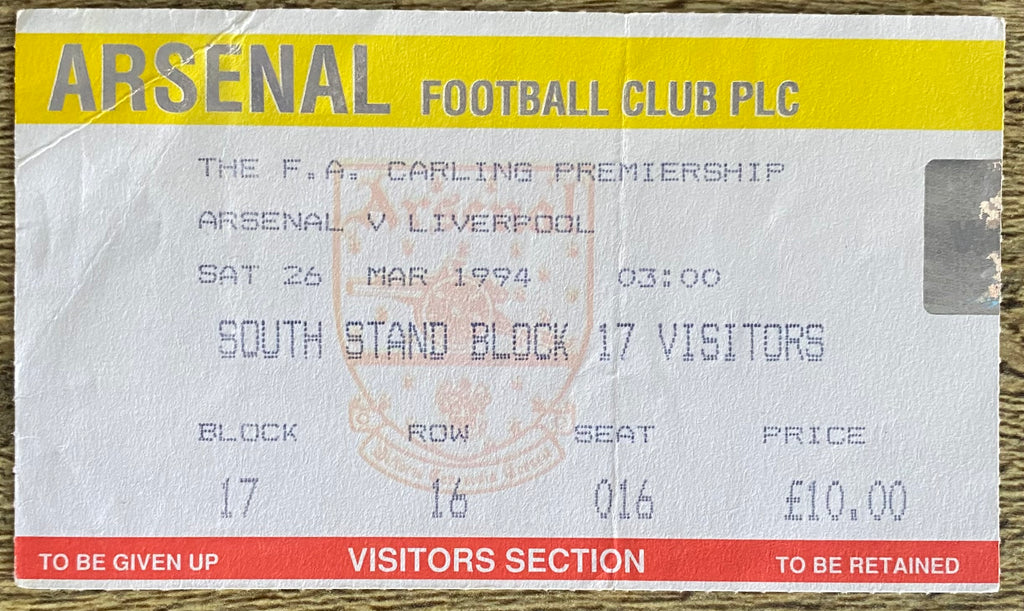 ARSENAL FOOTBALL CLUB PLC
THE F.A. CARLING PREMIERSHIP
Arsenal
ARSENAL V LIVERPOOL
SAT 26 MAR 1994 03:00
SOUTH STAND BLOCK 17 VISITORS
BLOCK ROW SEAT PRICE
17 16 016 £10.00
TO BE GIVEN UP VISITORS SECTION TO BE RETAINED